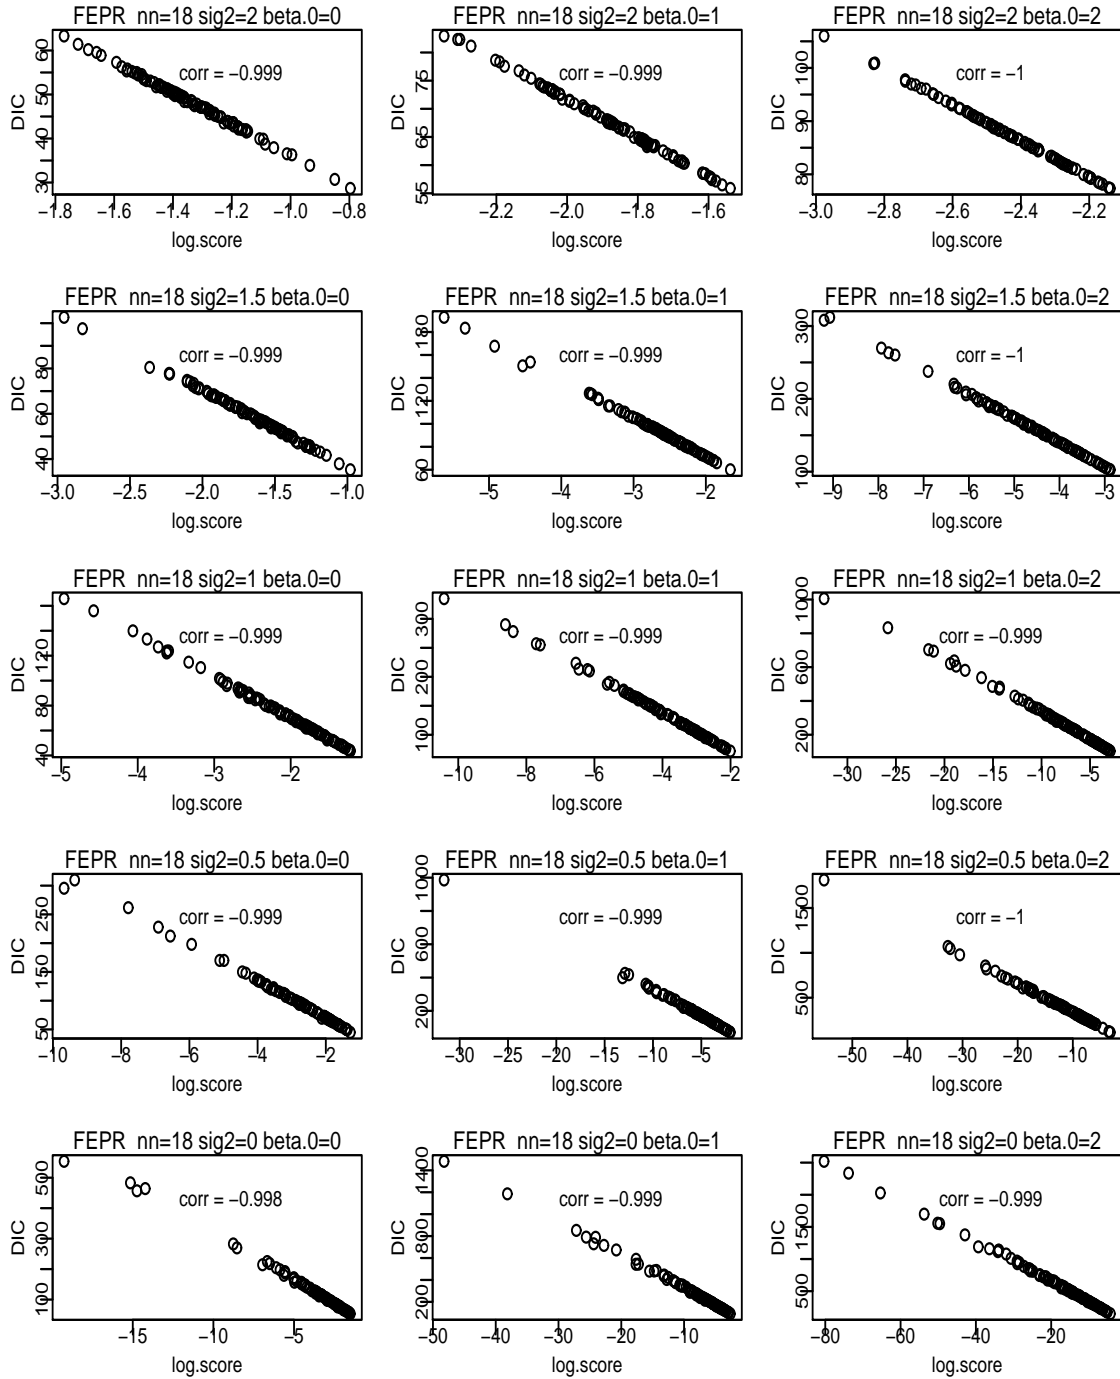 FEPR nn=18 sig2=2 beta.0=0
corr = −0.999
DIC
30 40 50 60
−1.8 −1.6 −1.4 −1.2 −1.0 −0.8
log.score
FEPR nn=18 sig2=2 beta.0=1
corr = −0.999
DIC
55 65 75
−2.2 −2.0 −1.8 −1.6
log.score
FEPR nn=18 sig2=2 beta.0=2
corr = −1
DIC
80 90 100
−3.0 −2.8 −2.6 −2.4 −2.2
log.score
FEPR nn=18 sig2=1.5 beta.0=0
corr = −0.999
DIC
40 60 80
−3.0 −2.5 −2.0 −1.5 −1.0
log.score
FEPR nn=18 sig2=1.5 beta.0=1
corr = −0.999
DIC
60 120 180
−5 −4 −3 −2
log.score
FEPR nn=18 sig2=1.5 beta.0=2
corr = −1
DIC
100 200 300
−9 −8 −7 −6 −5 −4 −3
log.score
FEPR nn=18 sig2=1 beta.0=0
corr = −0.999
DIC
40 80 120
−5 −4 −3 −2
log.score
FEPR nn=18 sig2=1 beta.0=1
corr = −0.999
DIC
100 200 300
−10 −8 −6 −4 −2
log.score
FEPR nn=18 sig2=1 beta.0=2
corr = −0.999
DIC
200 600 1000
−30 −25 −20 −15 −10 −5
log.score
FEPR nn=18 sig2=0.5 beta.0=0
corr = −0.999
DIC
50 150 250
−10 −8 −6 −4 −2
log.score
FEPR nn=18 sig2=0.5 beta.0=1
corr = −0.999
DIC
200 600 1000
−30 −25 −20 −15 −10 −5
log.score
FEPR nn=18 sig2=0.5 beta.0=2
corr = −1
DIC
500 1500
−50 −40 −30 −20 −10
log.score
FEPR nn=18 sig2=0 beta.0=0
corr = −0.998
DIC
100 300 500
−15 −10 −5
log.score
FEPR nn=18 sig2=0 beta.0=1
corr = −0.999
DIC
200 800 1400
−50 −40 −30 −20 −10
log.score
FEPR nn=18 sig2=0 beta.0=2
corr = −0.999
DIC
500 1500
−80 −60 −40 −20
log.score